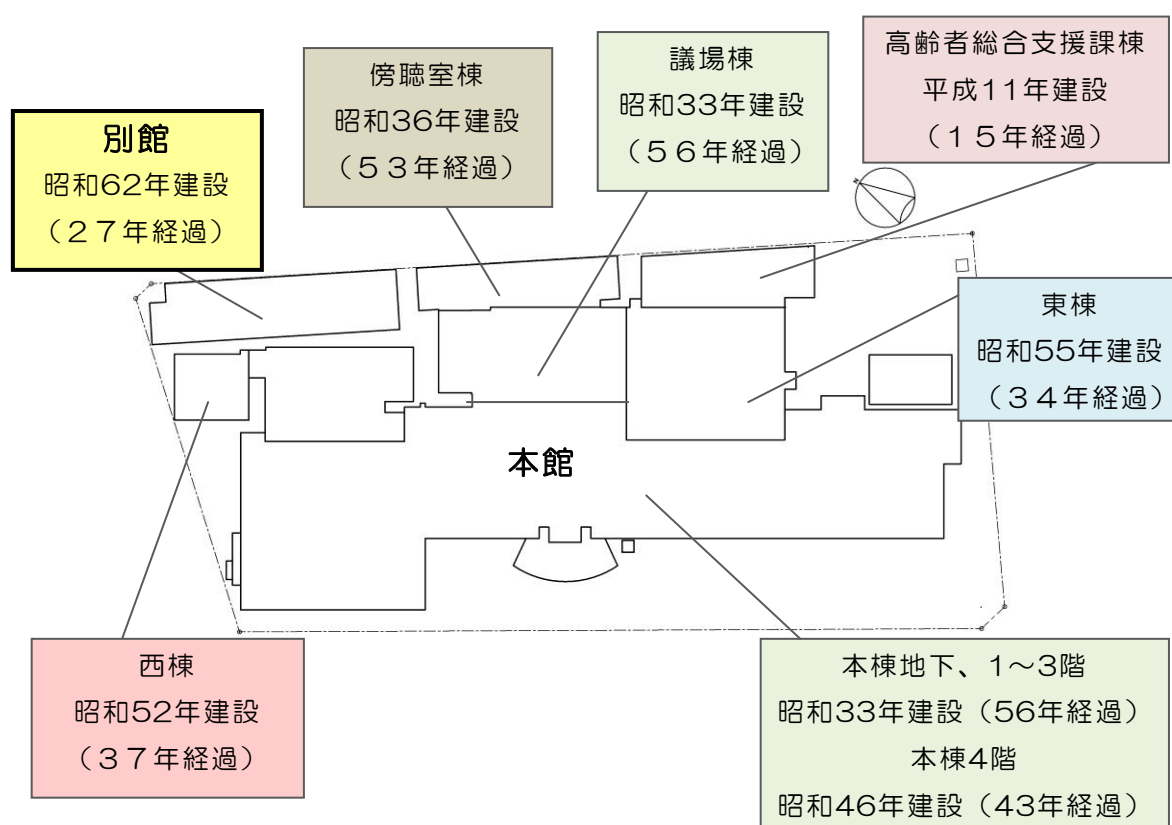 高齢者総合支援課棟
平成11年建設
（１５年経過）
議場棟
昭和33年建設
（５６年経過）
傍聴室棟
昭和36年建設
（５３年経過）
別館
昭和62年建設
（２７年経過）
N
東棟
昭和55年建設
（３４年経過）
本館
西棟
昭和52年建設
（３７年経過）
本棟地下、1～3階
昭和33年建設（56年経過）
本棟4階
昭和46年建設（43年経過）